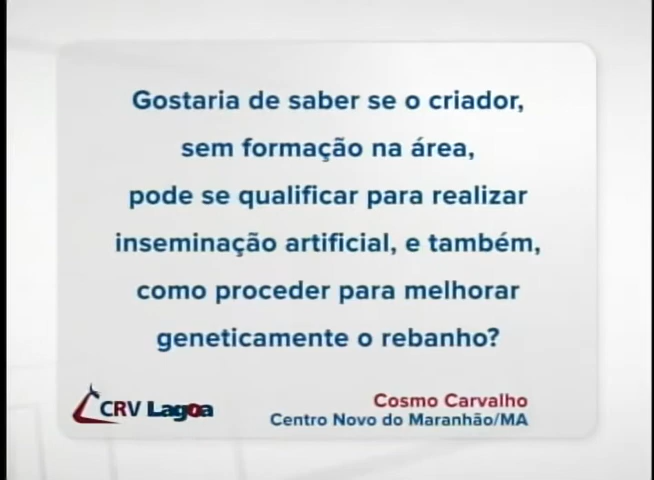 Gostaria de saber se o criador,
sem formação na área,
pode se qualificar para realizar
inseminação artificial, e também,
como proceder para melhorar
geneticamente o rebanho?
CRV Lagoa
Cosmo Carvalho
Centro Novo do Maranhão/MA